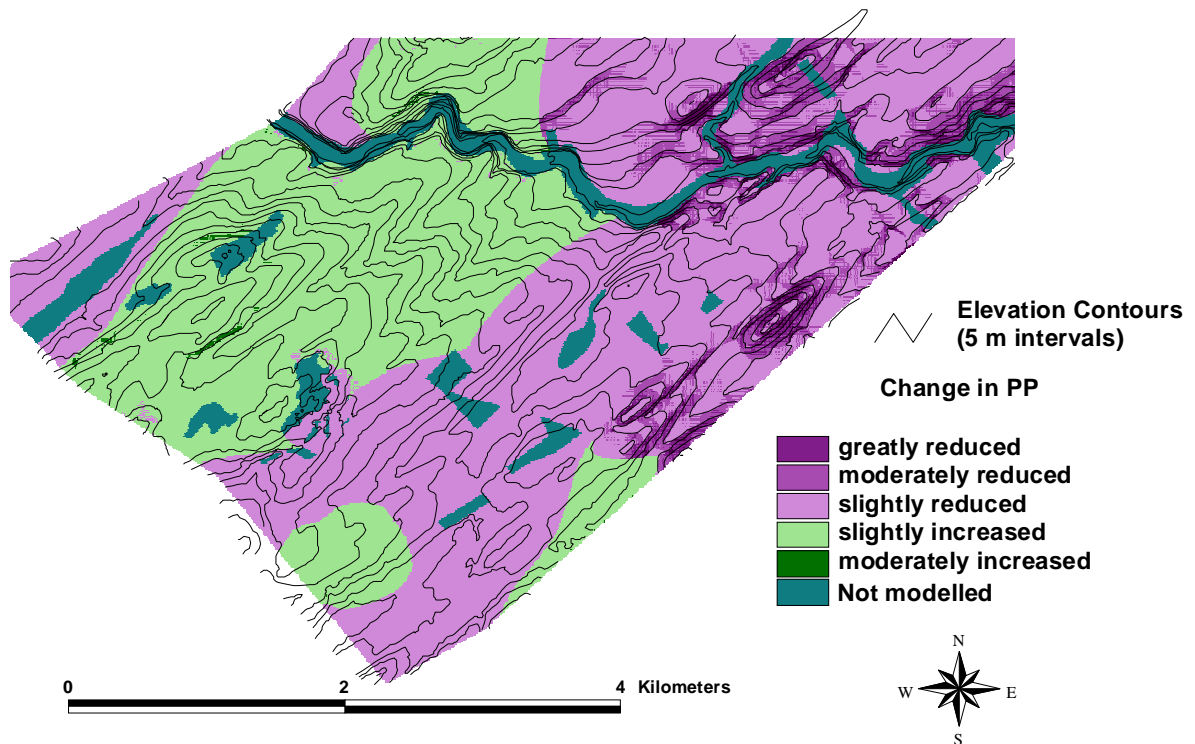 Elevation Contours
(5 m intervals)
Change in PP
greatly reduced
moderately reduced
slightly reduced
slightly increased
moderately increased
Not modelled
0 2 4 Kilometers
N
W E
S